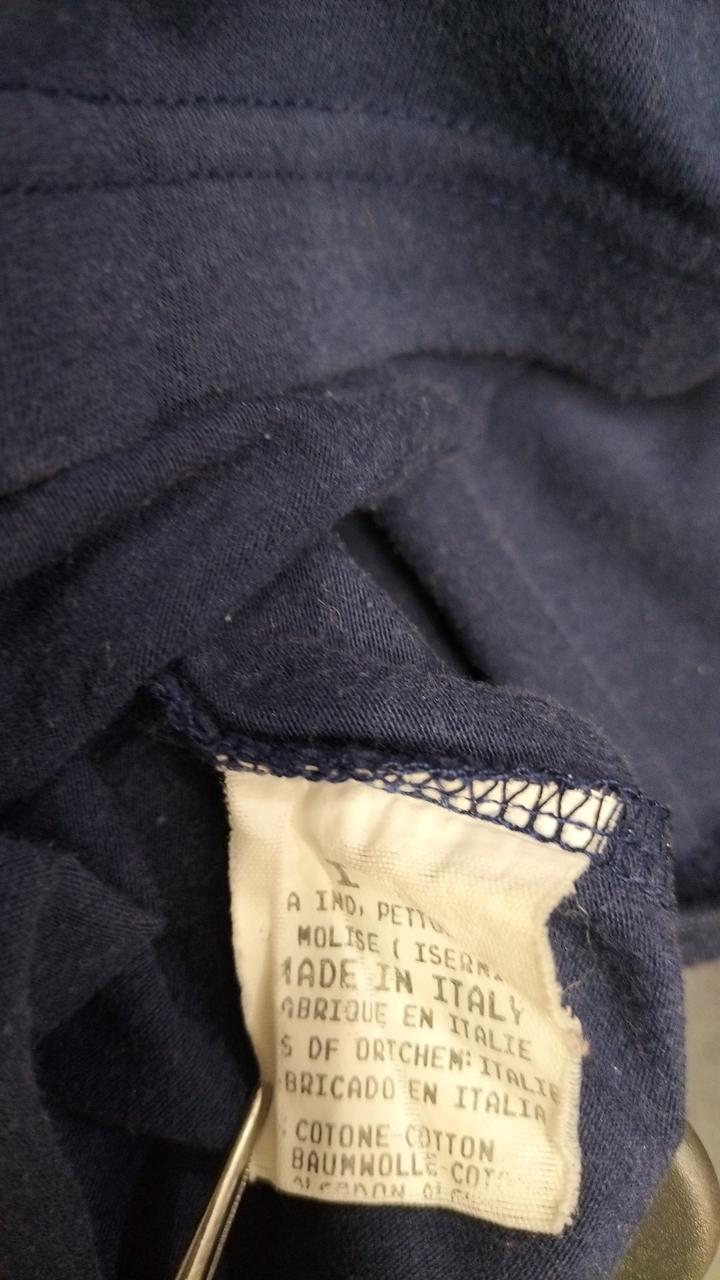 I
A IND, PETTO
MOLISE ( ISERN
MADE IN ITALY
ABRIQUE EN ITALIE
S DF ORTCHEM: ITALIE
BRICADO EN ITALIA
COTONE-COTTON
BAUMWOLLE-COT